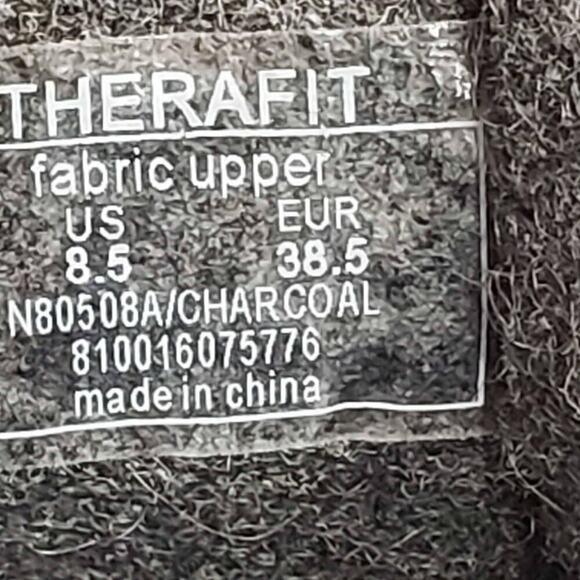 THERAFIT
fabric upper
US EUR
8.5 38.5
N80508A/CHARCOAL
810016075776
made in china